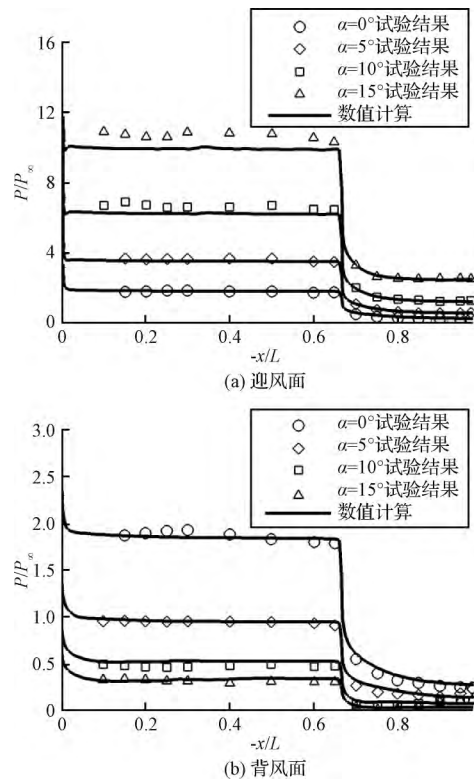 α=0°试验结果
α=5°试验结果
α=10°试验结果
α=15°试验结果
数值计算
16
12
8
4
0
P/P∞
0
0.2
0.4
0.6
0.8
-x/L
(a) 迎风面
α=0°试验结果
α=5°试验结果
α=10°试验结果
α=15°试验结果
数值计算
3.0
2.5
2.0
1.5
1.0
0.5
0
P/P∞
0
0.2
0.4
0.6
0.8
-x/L
(b) 背风面